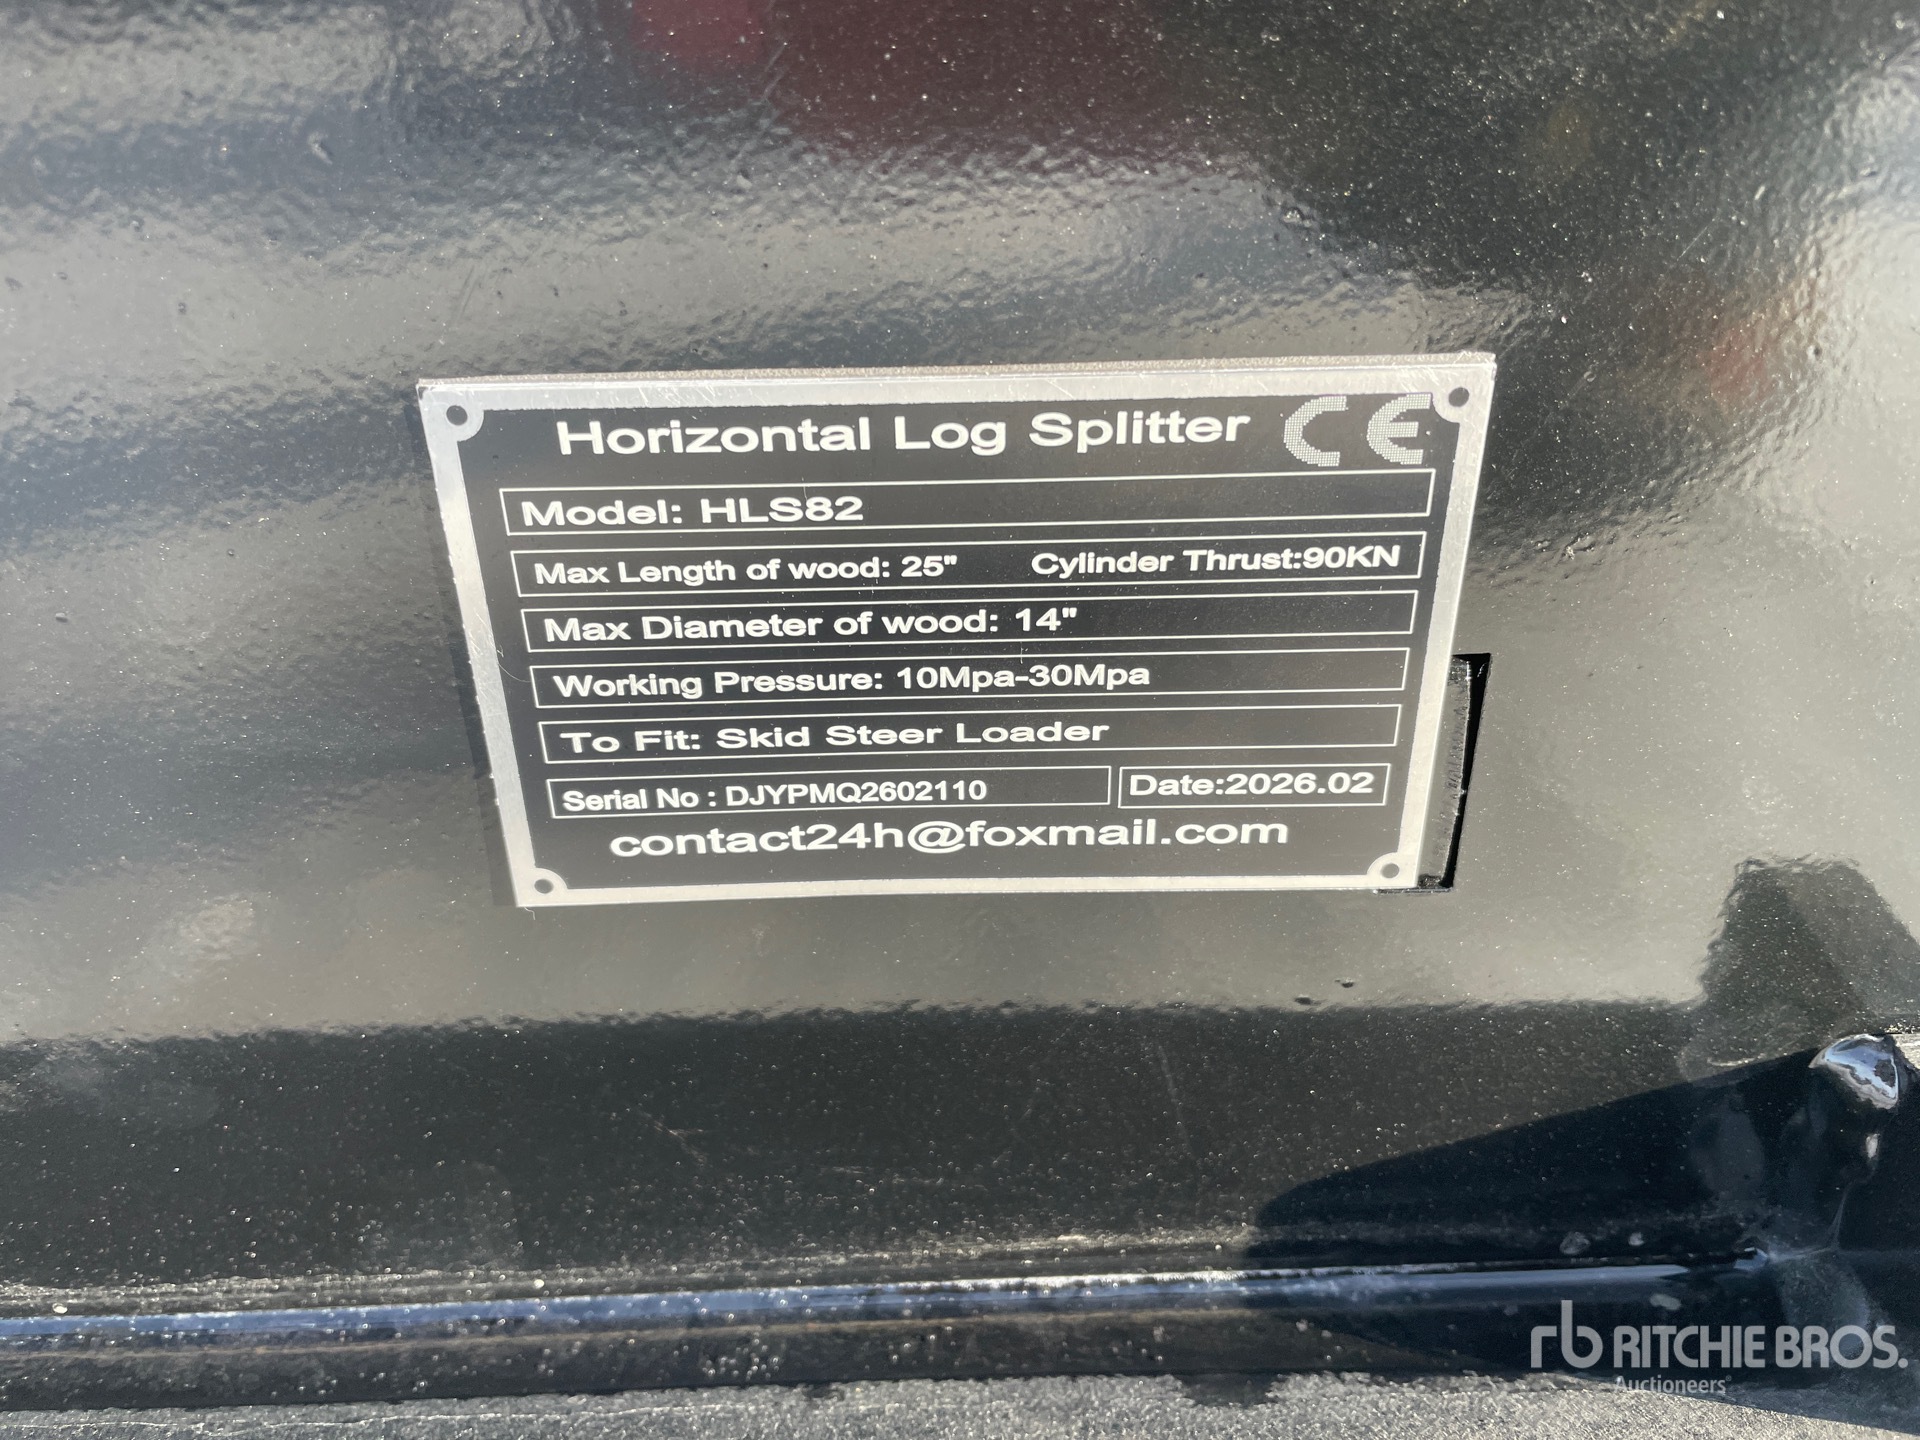 Horizontal Log Splitter CE
Model: HLS82
Max Length of wood: 25" Cylinder Thrust:90KN
Max Diameter of wood: 14"
Working Pressure: 10Mpa-30Mpa
To Fit: Skid Steer Loader
Serial No : DJYPMQ2602110 Date:2026.02
contact24h@foxmail.com
rb RITCHIE BROS.
Auctioneers